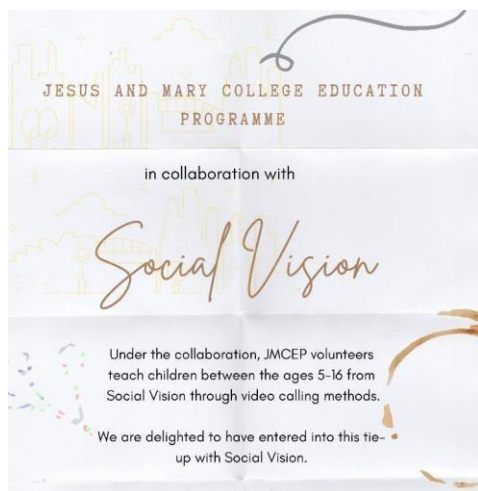 JESUS AND MARY COLLEGE EDUCATION
PROGRAMME
in collaboration with
Social Vision
Under the collaboration, JMCEP volunteers
teach children between the ages 5-16 from
Social Vision through video calling methods.
We are delighted to have entered into this tie-
up with Social Vision.